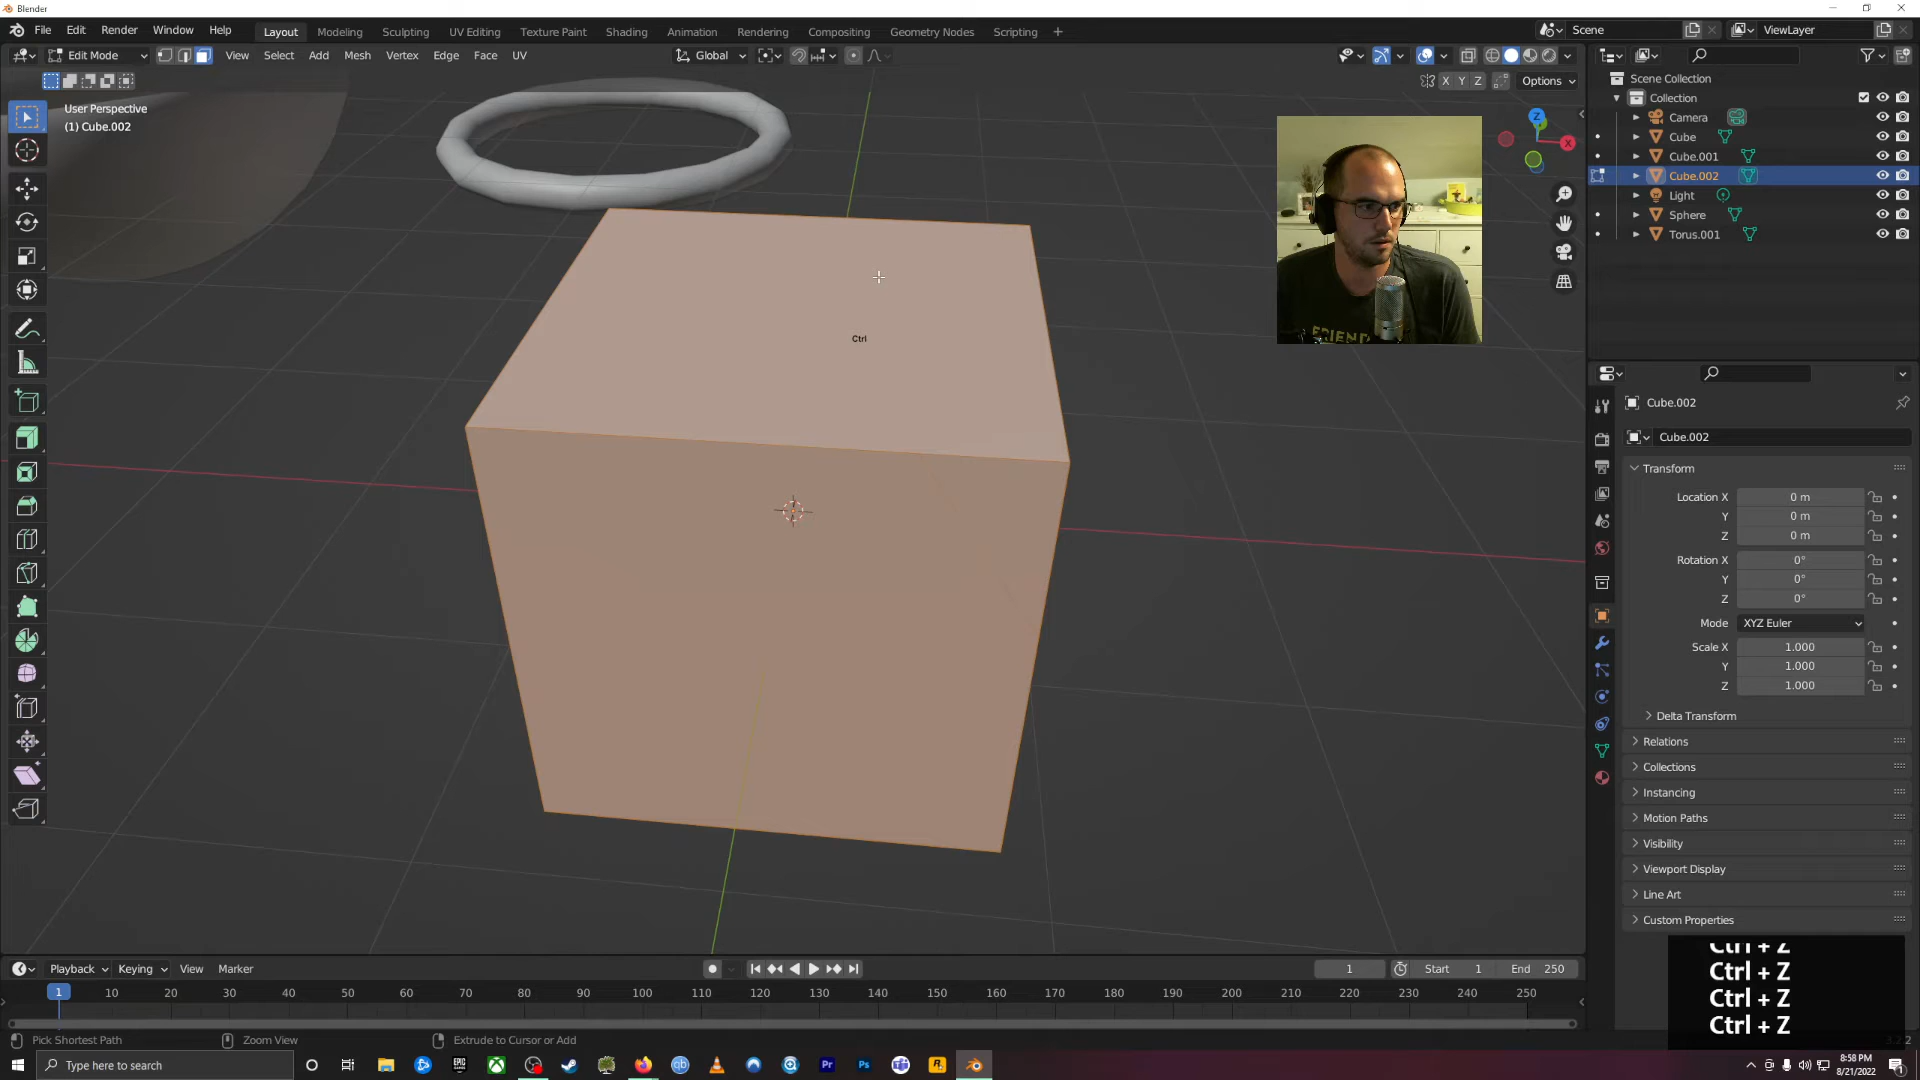 Blender
File Edit Render Window Help
Layout Modeling Sculpting UV Editing Texture Paint Shading Animation Rendering Compositing Geometry Nodes Scripting +
Scene
ViewLayer
Edit Mode
View Select Add Mesh Vertex Edge Face UV
Global
X Y Z
Options
User Perspective
(1) Cube.002
Z
X
Ctrl
FRIEND
Scene Collection
Collection
Camera
Cube
Cube.001
Cube.002
Light
Sphere
Torus.001
Cube.002
Cube.002
Transform
Location X 0 m
Y 0 m
Z 0 m
Rotation X 0°
Y 0°
Z 0°
Mode XYZ Euler
Scale X 1.000
Y 1.000
Z 1.000
Delta Transform
Relations
Collections
Instancing
Motion Paths
Visibility
Viewport Display
Line Art
Custom Properties
Ctrl + Z
Ctrl + Z
Ctrl + Z
Ctrl + Z
Playback Keying View Marker
1
Start 1
End 250
1 10 20 30 40 50 60 70 80 90 100 110 120 130 140 150 160 170 180 190 200 210 220 230 240 250
Pick Shortest Path
Zoom View
Extrude to Cursor or Add
Type here to search
EPIC
qb
Pr
Ps
8:58 PM
8/21/2022